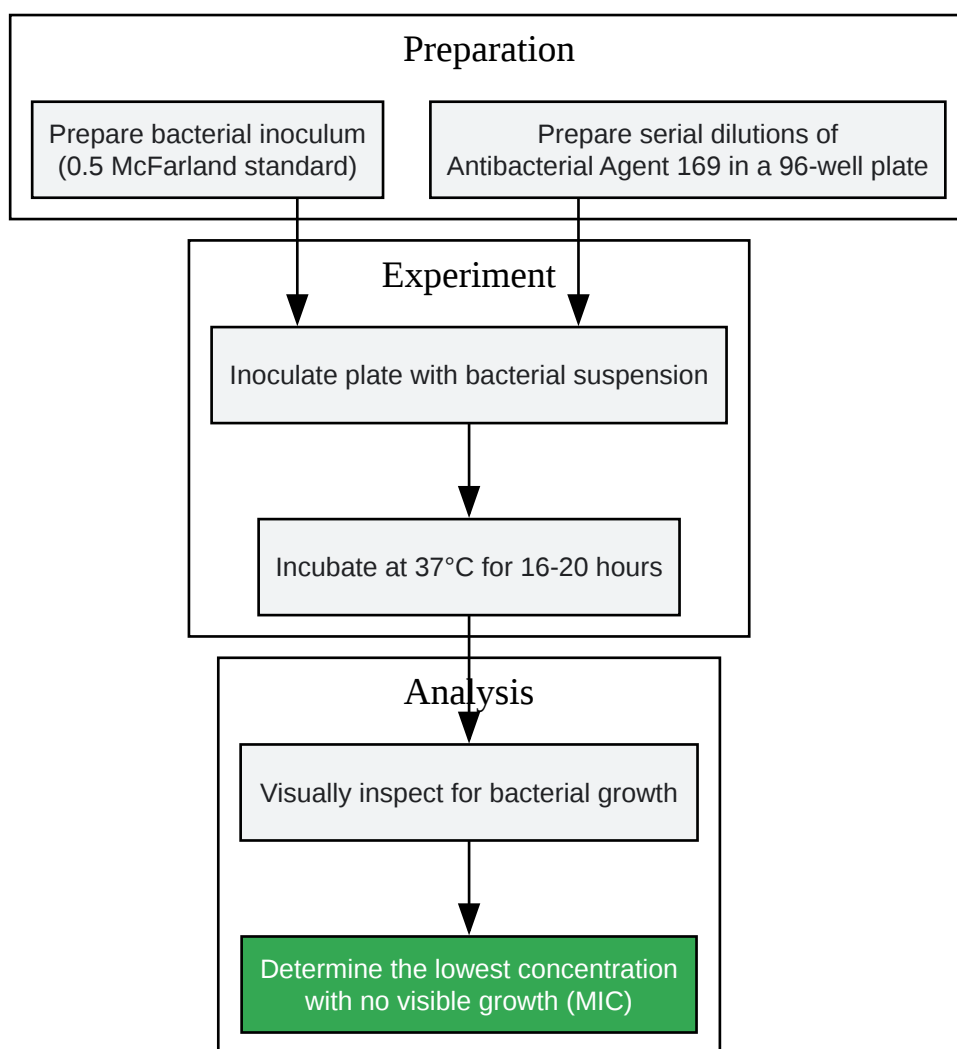 Preparation
Prepare bacterial inoculum
(0.5 McFarland standard)
Prepare serial dilutions of
Antibacterial Agent 169 in a 96-well plate
Experiment
Inoculate plate with bacterial suspension
Incubate at 37°C for 16-20 hours
Analysis
Visually inspect for bacterial growth
Determine the lowest concentration
with no visible growth (MIC)